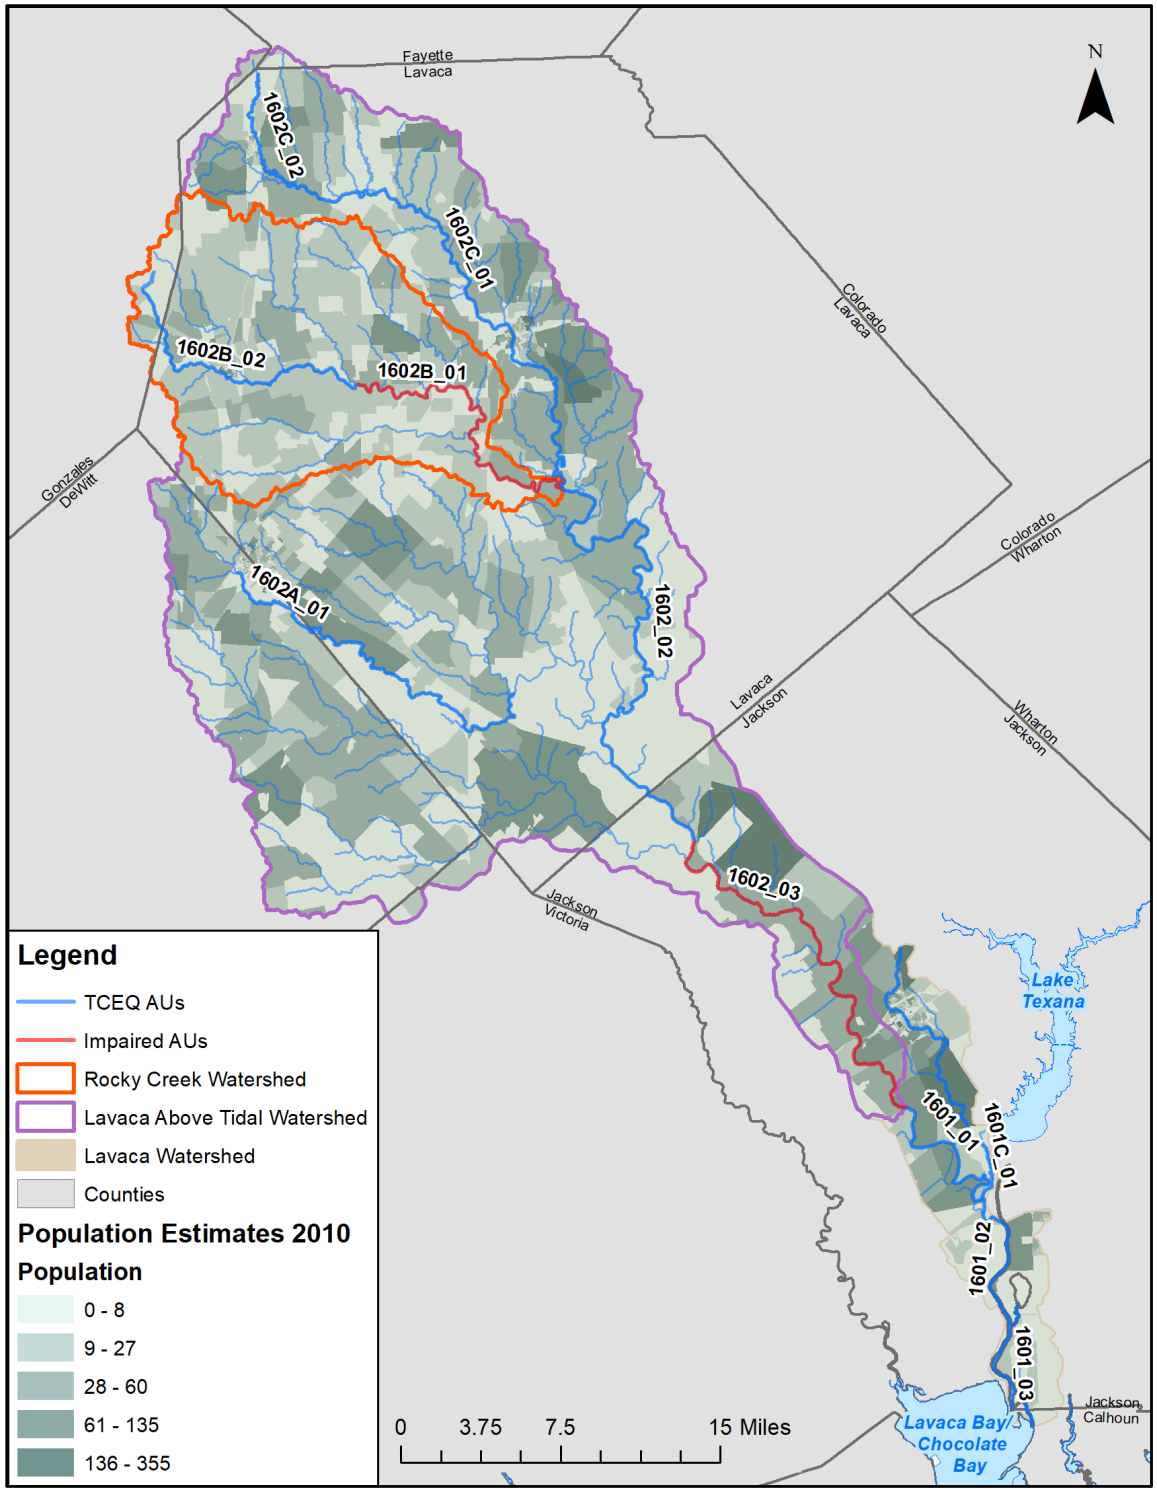 N
Fayette
Lavaca
1602C_02
1602C_01
Colorado
Lavaca
1602B_02
1602B_01
Gonzales
DeWitt
Colorado
Wharton
1602A_01
1602_02
Lavaca
Jackson
Wharton
Jackson
1602_03
Jackson
Victoria
Lake
Texana
1601_01
1601C_01
1601_02
1601_03
Jackson
Calhoun
Lavaca Bay/
Chocolate
Bay
Legend
TCEQ AUs
Impaired AUs
Rocky Creek Watershed
Lavaca Above Tidal Watershed
Lavaca Watershed
Counties
Population Estimates 2010
Population
0 - 8
9 - 27
28 - 60
61 - 135
136 - 355
0 3.75 7.5 15 Miles